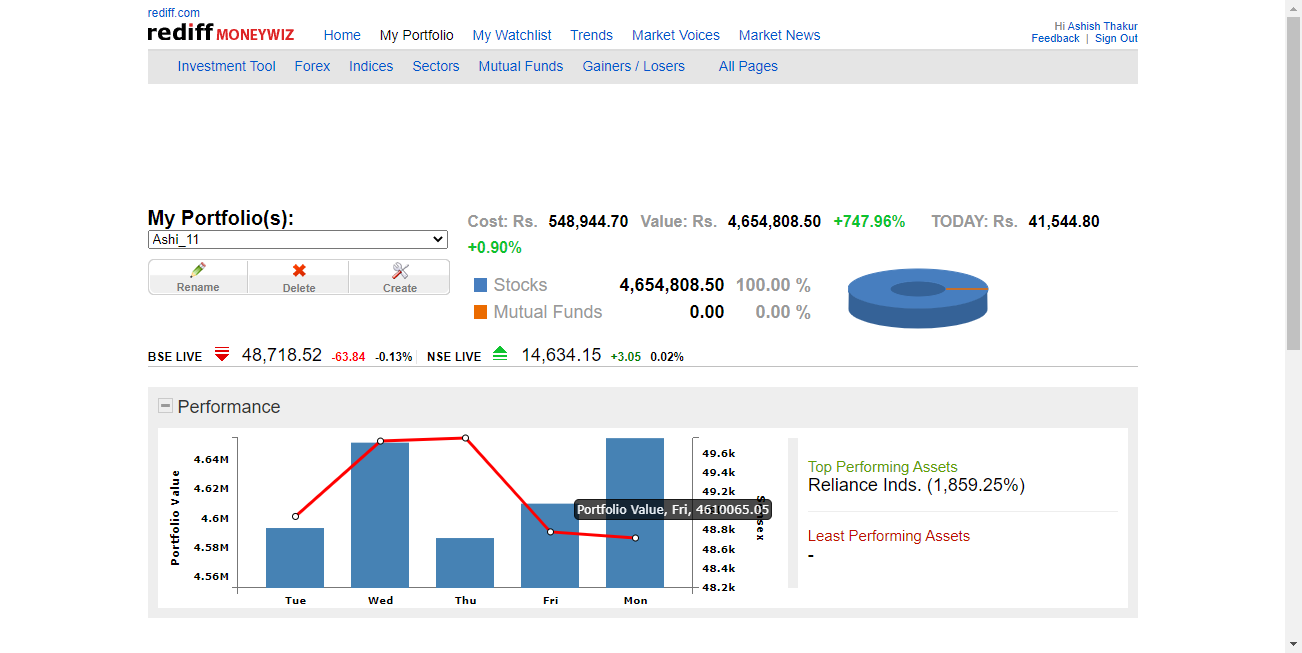 rediff.com
rediff MONEYWIZ Home My Portfolio My Watchlist Trends Market Voices Market News
Hi Ashish Thakur
Feedback | Sign Out
Investment Tool Forex Indices Sectors Mutual Funds Gainers / Losers All Pages
My Portfolio(s):
Ashi_11
Rename Delete Create
Cost: Rs. 548,944.70 Value: Rs. 4,654,808.50 +747.96% TODAY: Rs. 41,544.80
+0.90%
Stocks 4,654,808.50 100.00 %
Mutual Funds 0.00 0.00 %
BSE LIVE 48,718.52 -63.84 -0.13% NSE LIVE 14,634.15 +3.05 0.02%
Performance
Portfolio Value
4.64M
4.62M
4.6M
4.58M
4.56M
Tue Wed Thu Fri Mon
Portfolio Value, Fri, 4610065.05
49.6k
49.4k
49.2k
48.8k
48.6k
48.4k
48.2k
Top Performing Assets
Reliance Inds. (1,859.25%)
Least Performing Assets
-